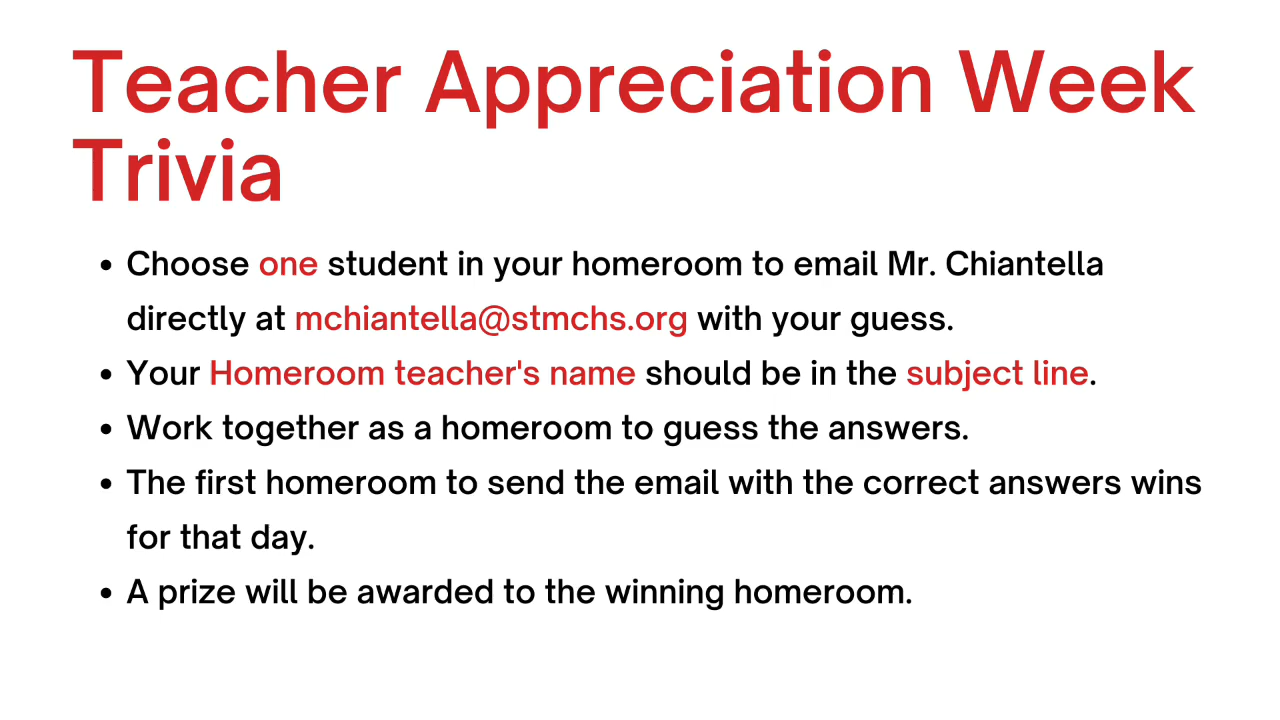 Teacher Appreciation Week
Trivia
• Choose one student in your homeroom to email Mr. Chiantella
directly at mchiantella@stmchs.org with your guess.
• Your Homeroom teacher's name should be in the subject line.
• Work together as a homeroom to guess the answers.
• The first homeroom to send the email with the correct answers wins
for that day.
• A prize will be awarded to the winning homeroom.